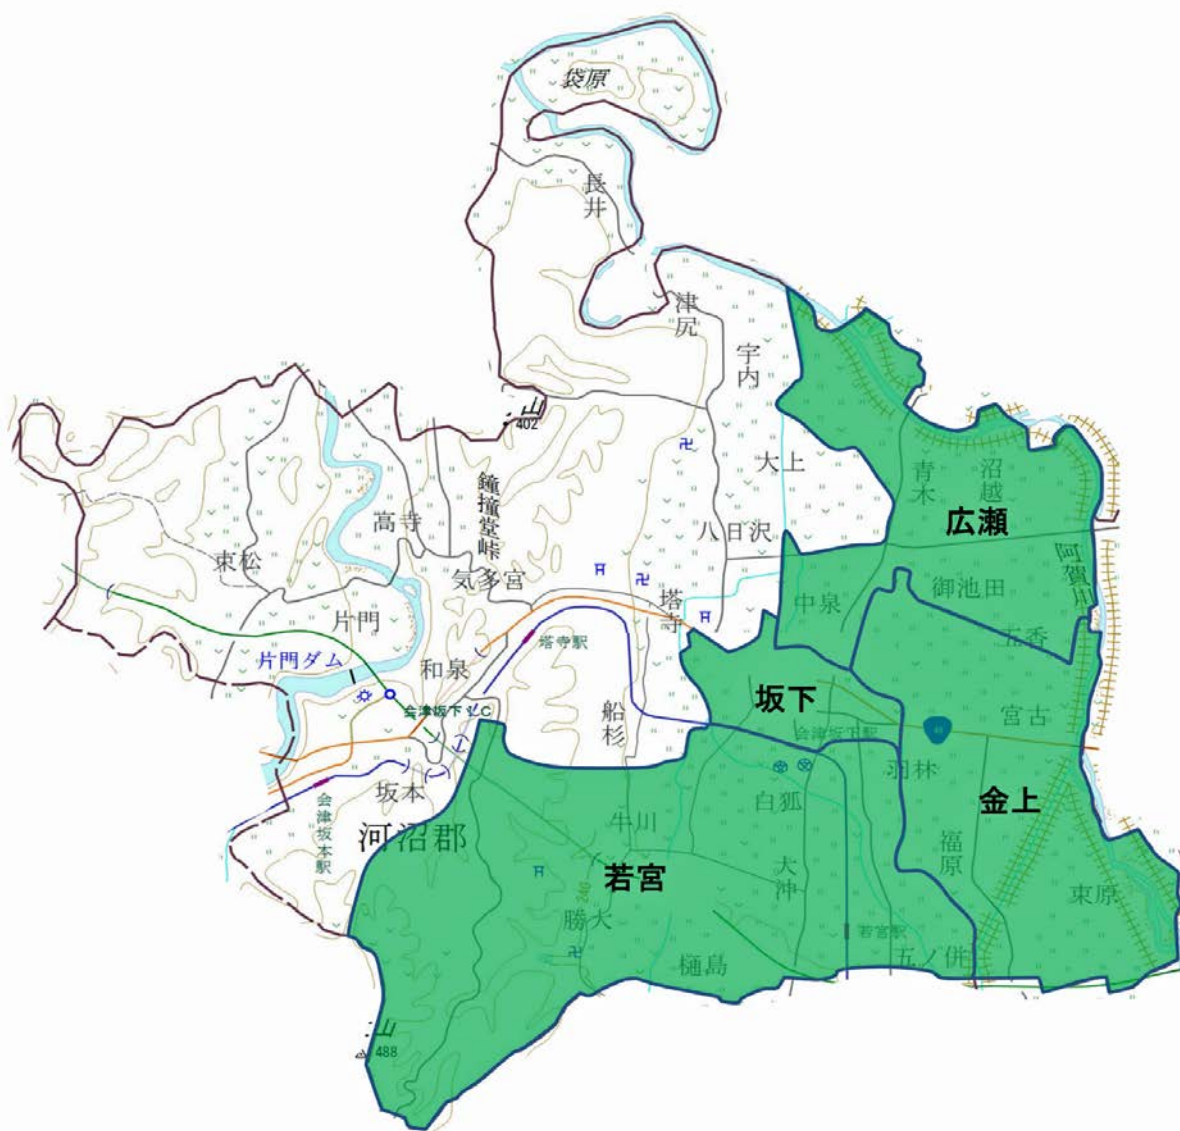 袋原
長井
津尻
宇内
山
402
大上
青木
沼越
広瀬
鐘撞堂峠
高寺
八日沢
束松
気多宮
塔寺
中泉
御池田
五香
片門
塔寺駅
片門ダム
和泉
坂下
会津坂下I.C
船杉
会津坂下駅
宮古
49
羽林
坂本
白狐
金上
会津坂本駅
河沼郡
牛川
若宮
大沖
福原
240
勝大
東原
若宮駅
樋島
五ノ併
山
488